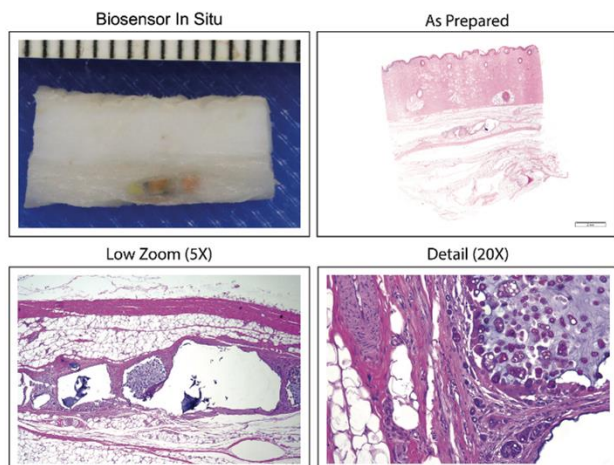 Biosensor In Situ
As Prepared
Low Zoom (5X)
Detail (20X)